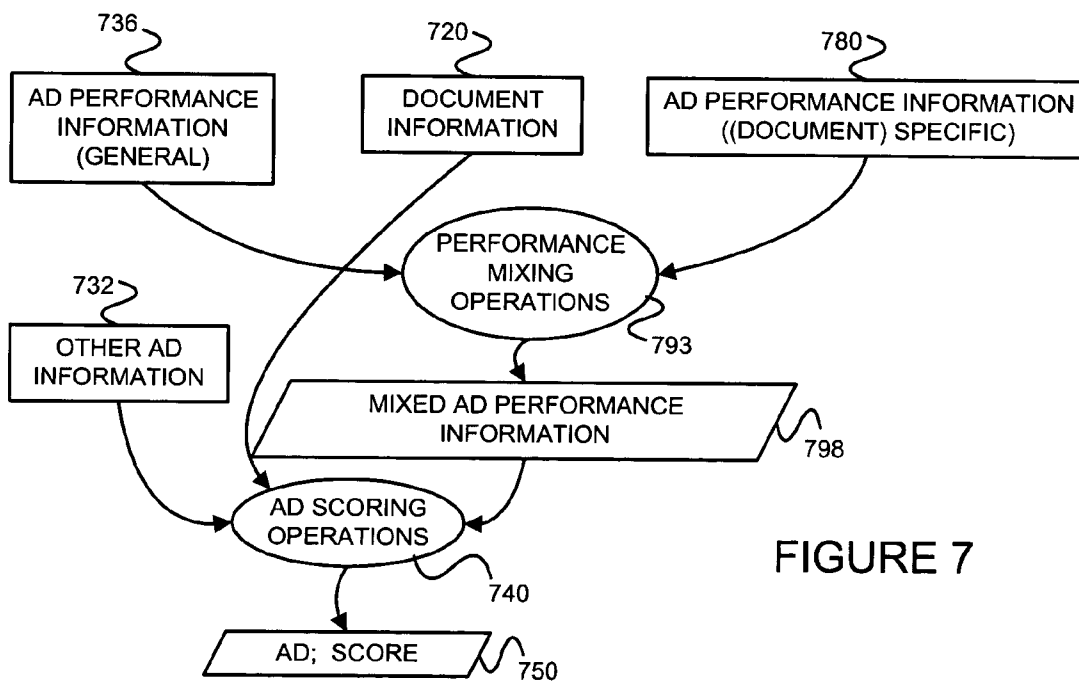 736
AD PERFORMANCE
INFORMATION
(GENERAL)
720
DOCUMENT
INFORMATION
780
AD PERFORMANCE INFORMATION
((DOCUMENT) SPECIFIC)
PERFORMANCE
MIXING
OPERATIONS
793
732
OTHER AD
INFORMATION
MIXED AD PERFORMANCE
INFORMATION
798
AD SCORING
OPERATIONS
740
FIGURE 7
AD; SCORE
750